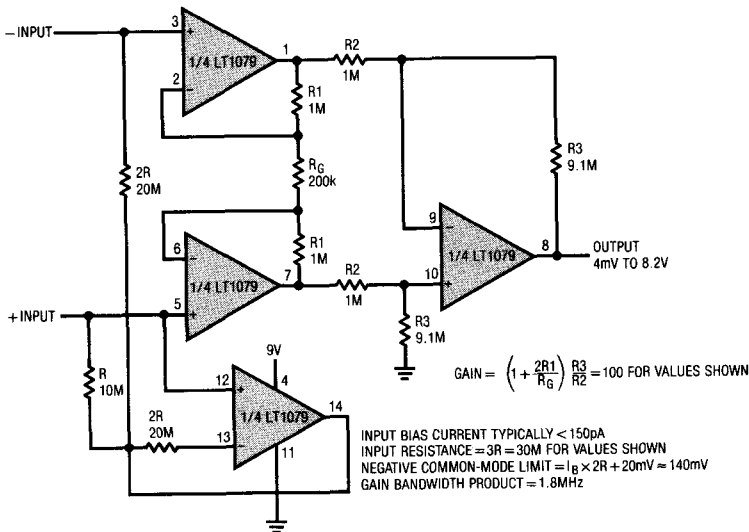 −INPUT
3
+
1/4 LT1079
2
−
1
R2
1M
R1
1M
RG
200k
2R
20M
R3
9.1M
6
−
1/4 LT1079
5
+
R1
1M
7
R2
1M
9
−
1/4 LT1079
10
+
8
OUTPUT
4mV TO 8.2V
R3
9.1M
+INPUT
R
10M
2R
20M
9V
4
12
+
1/4 LT1079
13
−
14
11
GAIN = (1 + 2R1/RG) R3/R2 = 100 FOR VALUES SHOWN
INPUT BIAS CURRENT TYPICALLY < 150pA
INPUT RESISTANCE = 3R = 30M FOR VALUES SHOWN
NEGATIVE COMMON-MODE LIMIT = IB × 2R + 20mV ≈ 140mV
GAIN BANDWIDTH PRODUCT = 1.8MHz